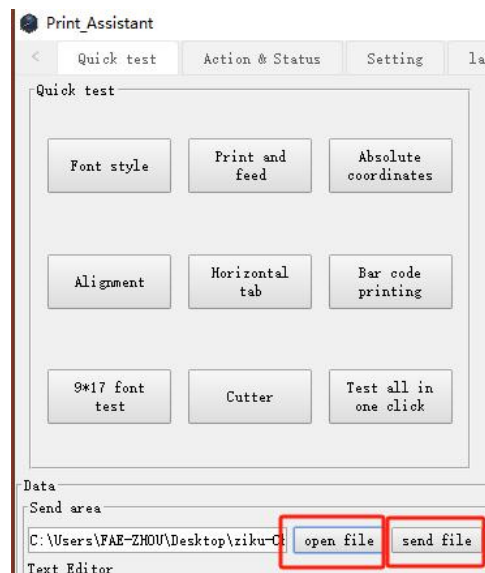 Print_Assistant
< Quick test Action & Status Setting la
Quick test
Font style Print and feed Absolute coordinates
Alignment Horizontal tab Bar code printing
9*17 font test Cutter Test all in one click
Data
Send area
C:\Users\FAE-ZHOU\Desktop\ziku-C open file send file
Text Editor